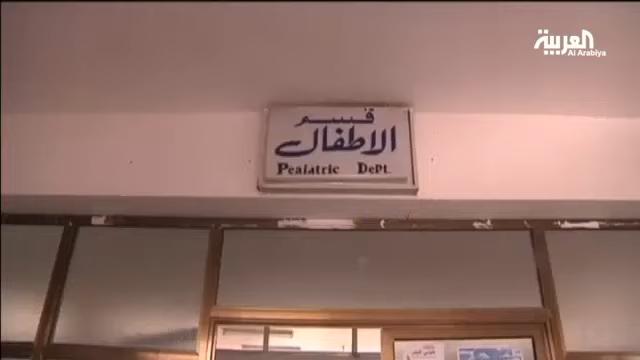 العربية
Al Arabiya
قسم
الاطفال
Pealatric Dept.